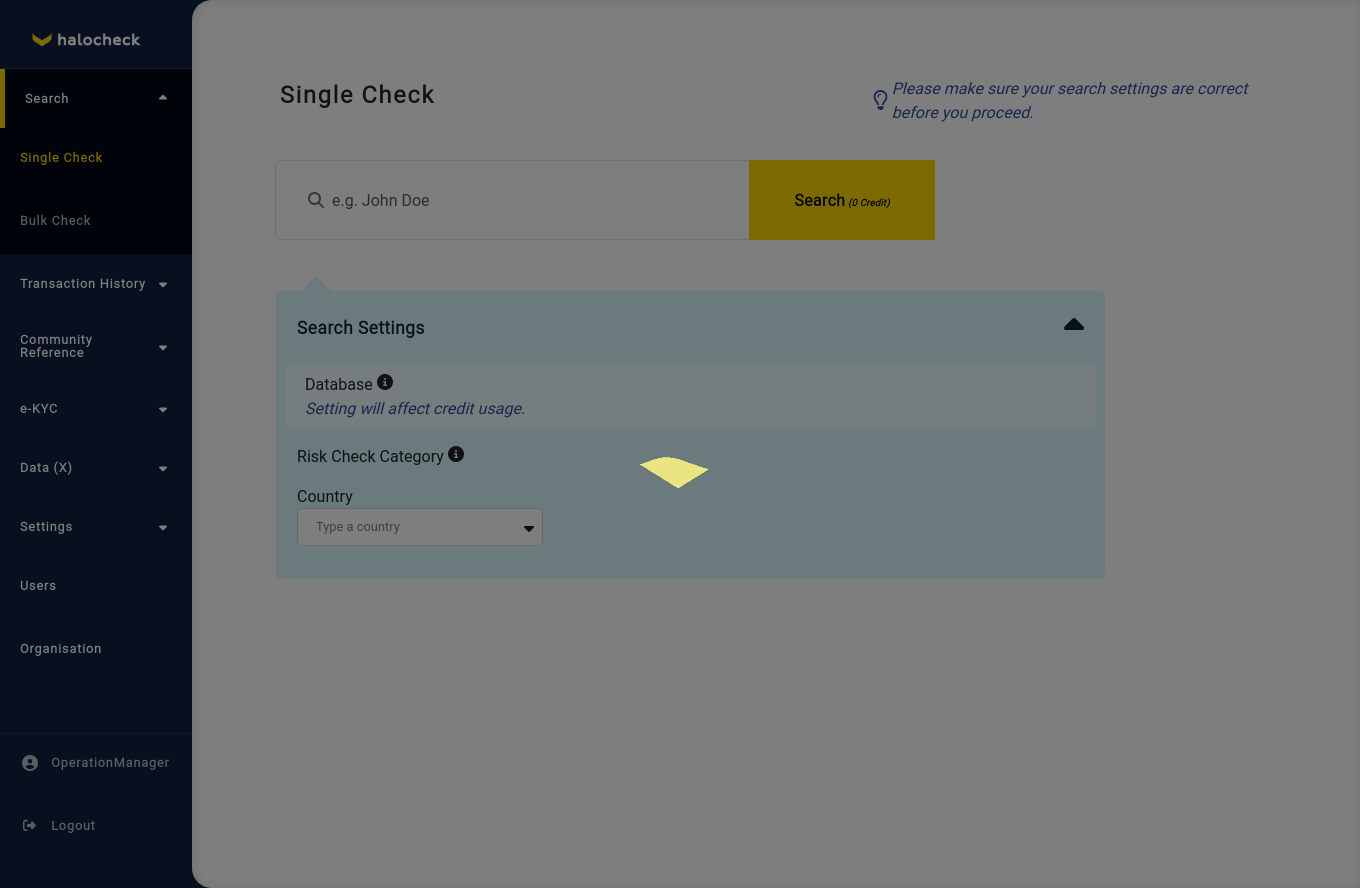 halocheck
Search
Single Check
Bulk Check
Transaction History
Community
Reference
e-KYC
Data (X)
Settings
Users
Organisation
OperationManager
Logout
Single Check
Please make sure your search settings are correct
before you proceed.
e.g. John Doe
Search (0 Credit)
Search Settings
Database
Setting will affect credit usage.
Risk Check Category
Country
Type a country